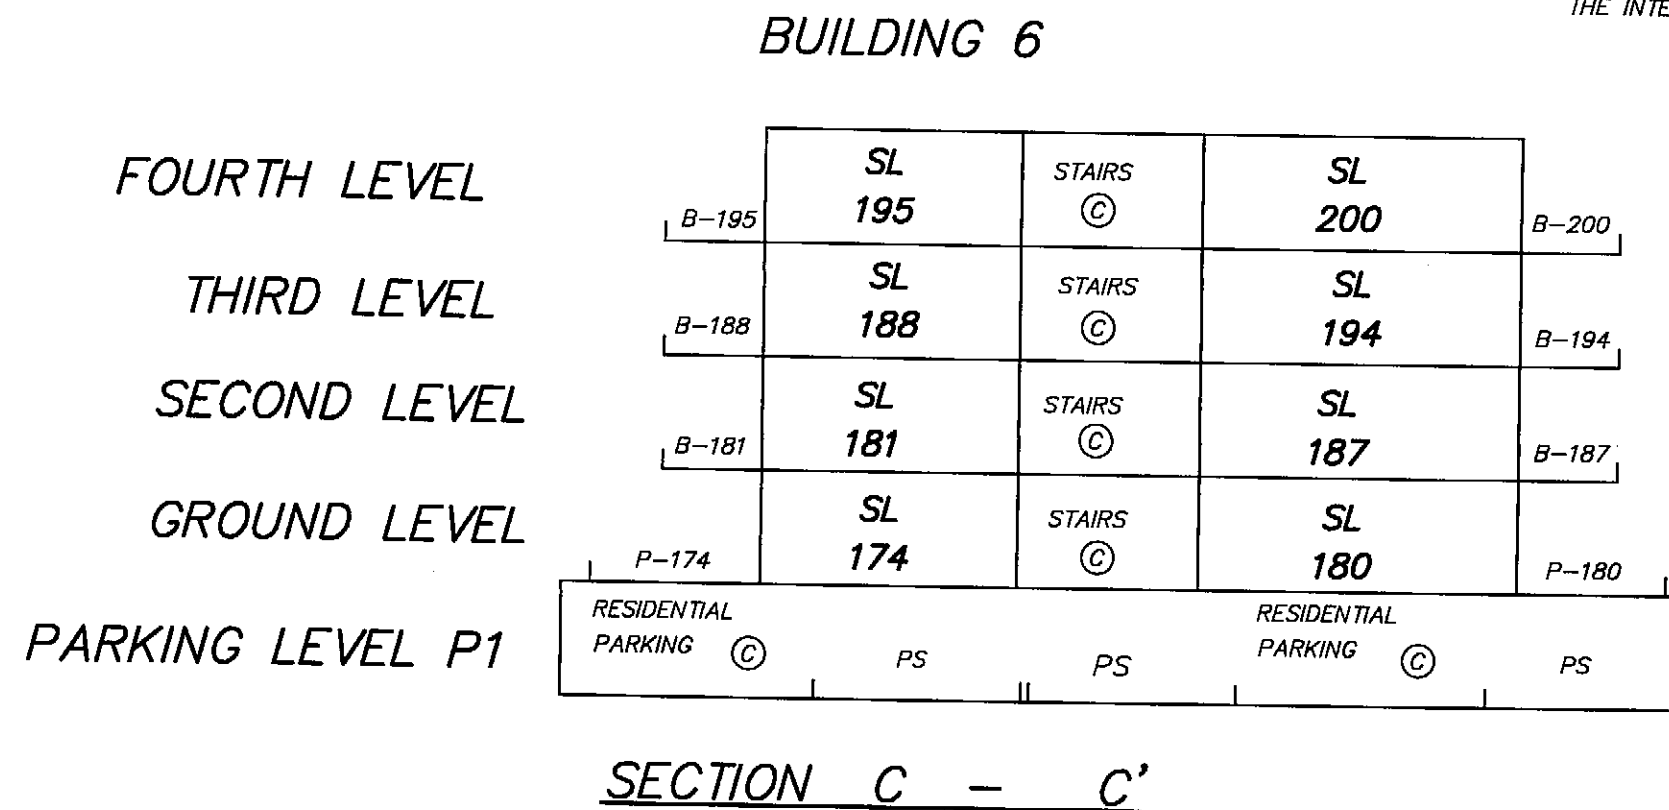 THE INTE
BUILDING 6
FOURTH LEVEL
B-195
SL
195
STAIRS
C
SL
200
B-200
THIRD LEVEL
B-188
SL
188
STAIRS
C
SL
194
B-194
SECOND LEVEL
B-181
SL
181
STAIRS
C
SL
187
B-187
GROUND LEVEL
P-174
SL
174
STAIRS
C
SL
180
P-180
PARKING LEVEL P1
RESIDENTIAL
PARKING C
PS
PS
RESIDENTIAL
PARKING C
PS
SECTION C - C'